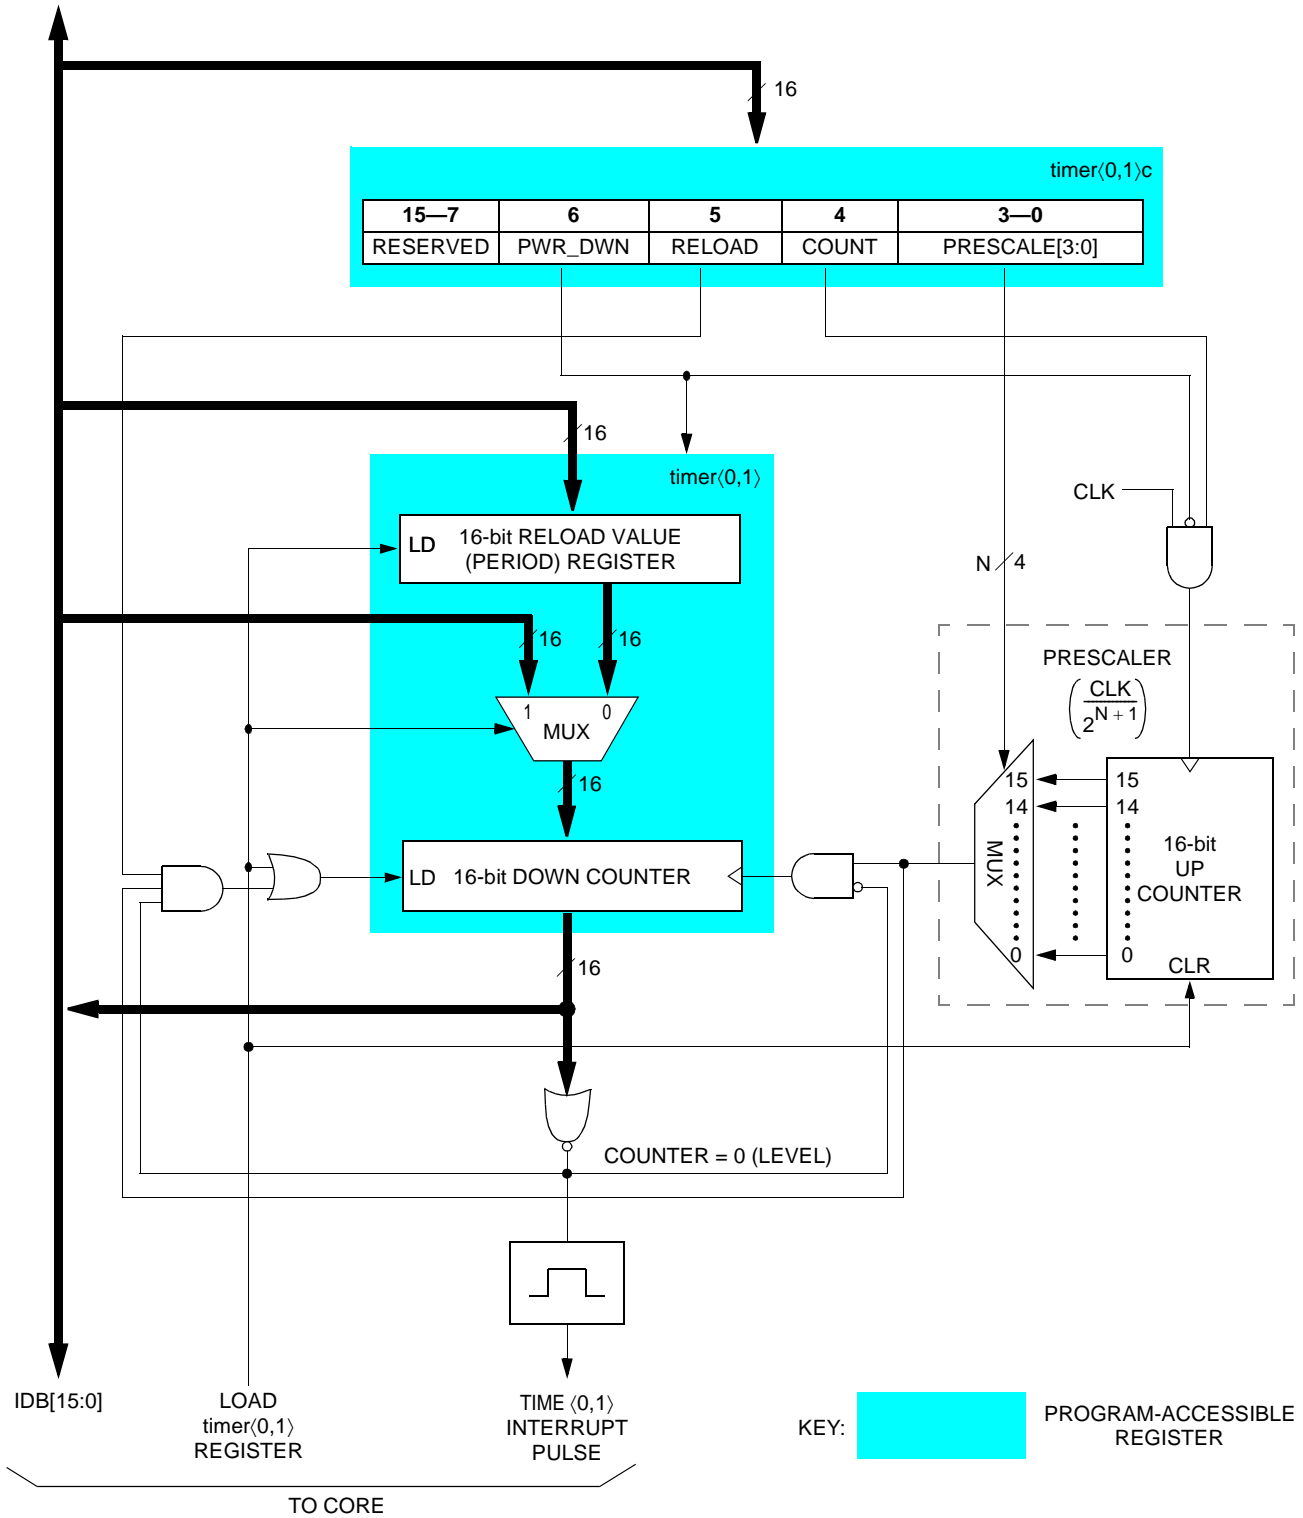 16
timer⟨0,1⟩c
15—7 6 5 4 3—0
RESERVED PWR_DWN RELOAD COUNT PRESCALE[3:0]
16
timer⟨0,1⟩
CLK
LD 16-bit RELOAD VALUE
(PERIOD) REGISTER
N 4
16 16
PRESCALER
(CLK / 2^N + 1)
1 0
MUX
16
15 15
14 14
MUX
16-bit
UP
COUNTER
LD 16-bit DOWN COUNTER
0 0
CLR
16
COUNTER = 0 (LEVEL)
IDB[15:0]
LOAD
timer⟨0,1⟩
REGISTER
TIME ⟨0,1⟩
INTERRUPT
PULSE
KEY:
PROGRAM-ACCESSIBLE
REGISTER
TO CORE